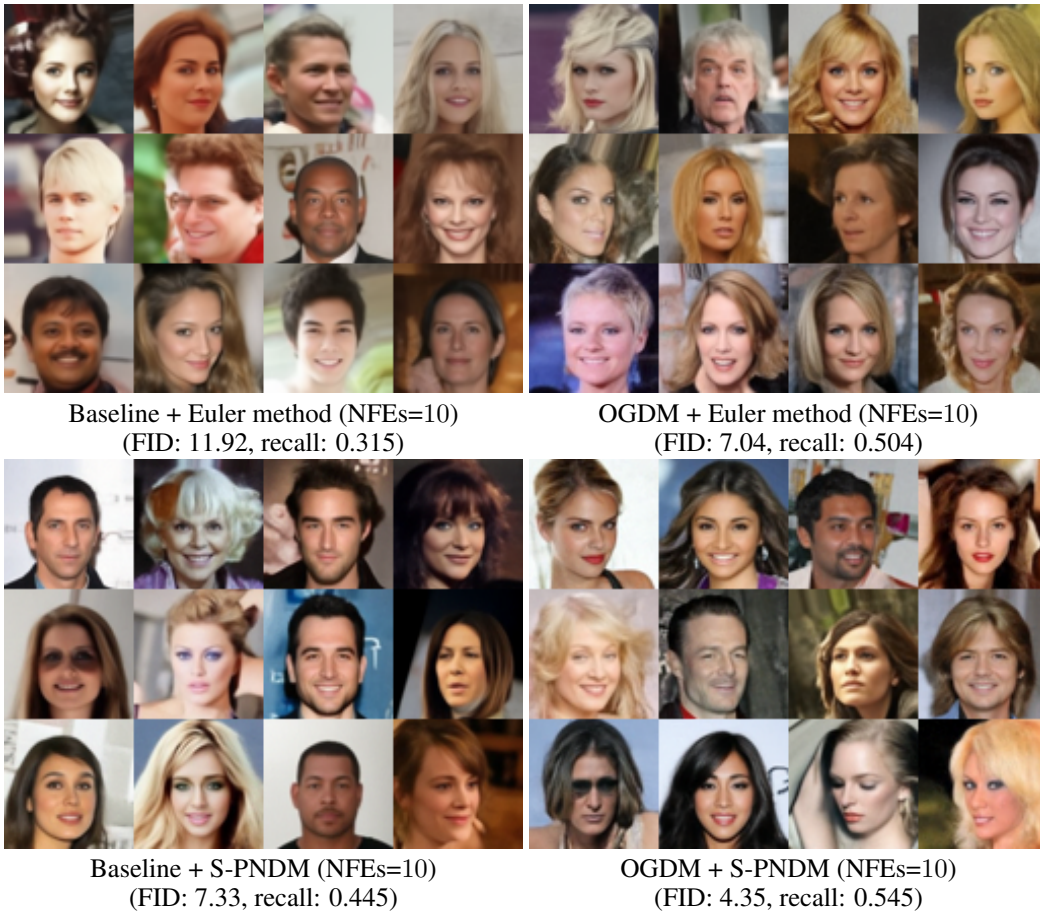 Baseline + Euler method (NFEs=10)
(FID: 11.92, recall: 0.315)
OGDM + Euler method (NFEs=10)
(FID: 7.04, recall: 0.504)
Baseline + S-PNDM (NFEs=10)
(FID: 7.33, recall: 0.445)
OGDM + S-PNDM (NFEs=10)
(FID: 4.35, recall: 0.545)